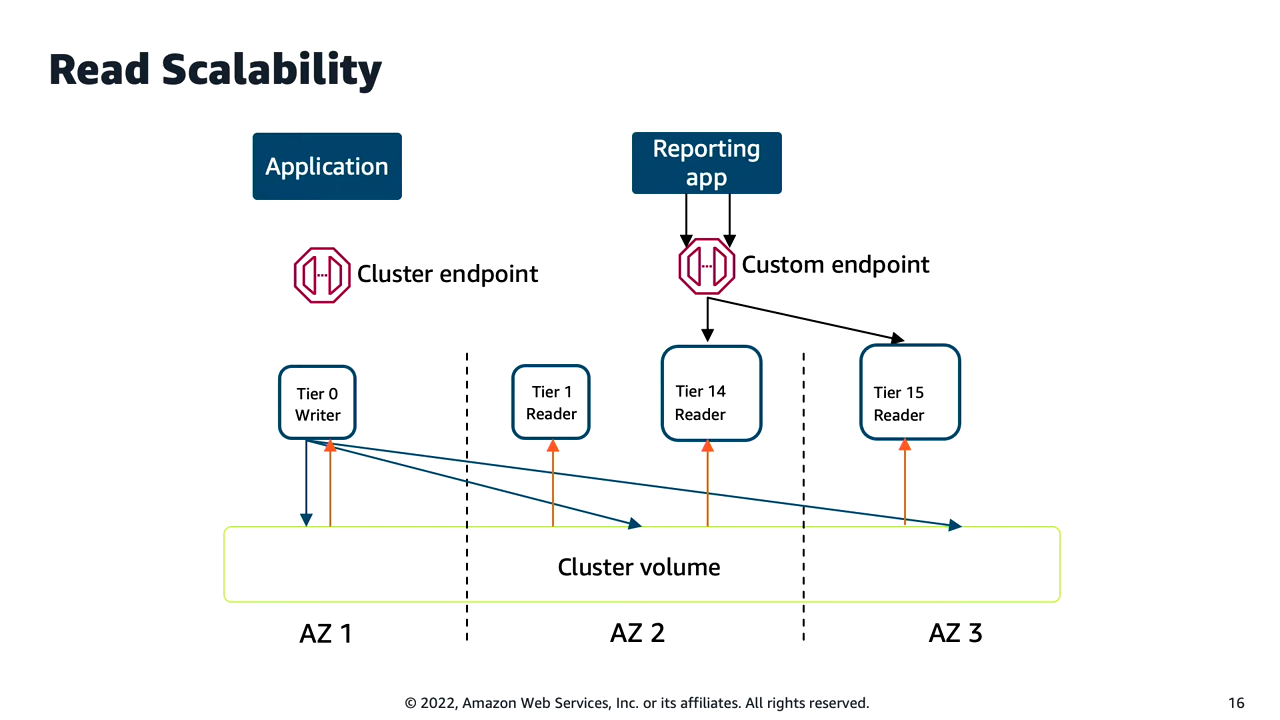 Read Scalability
Application
Reporting
app
Cluster endpoint
Custom endpoint
Tier 0
Writer
Tier 1
Reader
Tier 14
Reader
Tier 15
Reader
Cluster volume
AZ 1
AZ 2
AZ 3
© 2022, Amazon Web Services, Inc. or its affiliates. All rights reserved.
16